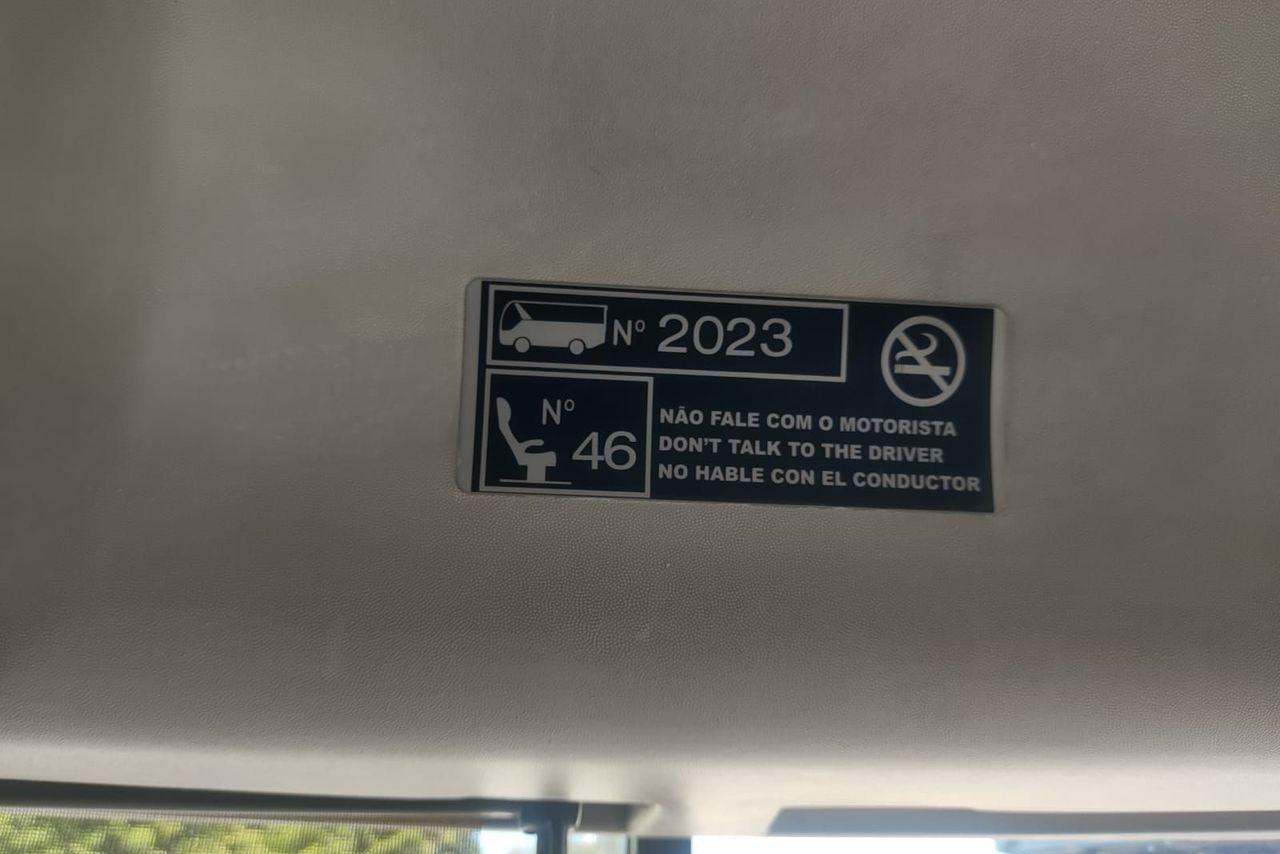 Nº 2023
Nº
46
NÃO FALE COM O MOTORISTA
DON'T TALK TO THE DRIVER
NO HABLE CON EL CONDUCTOR